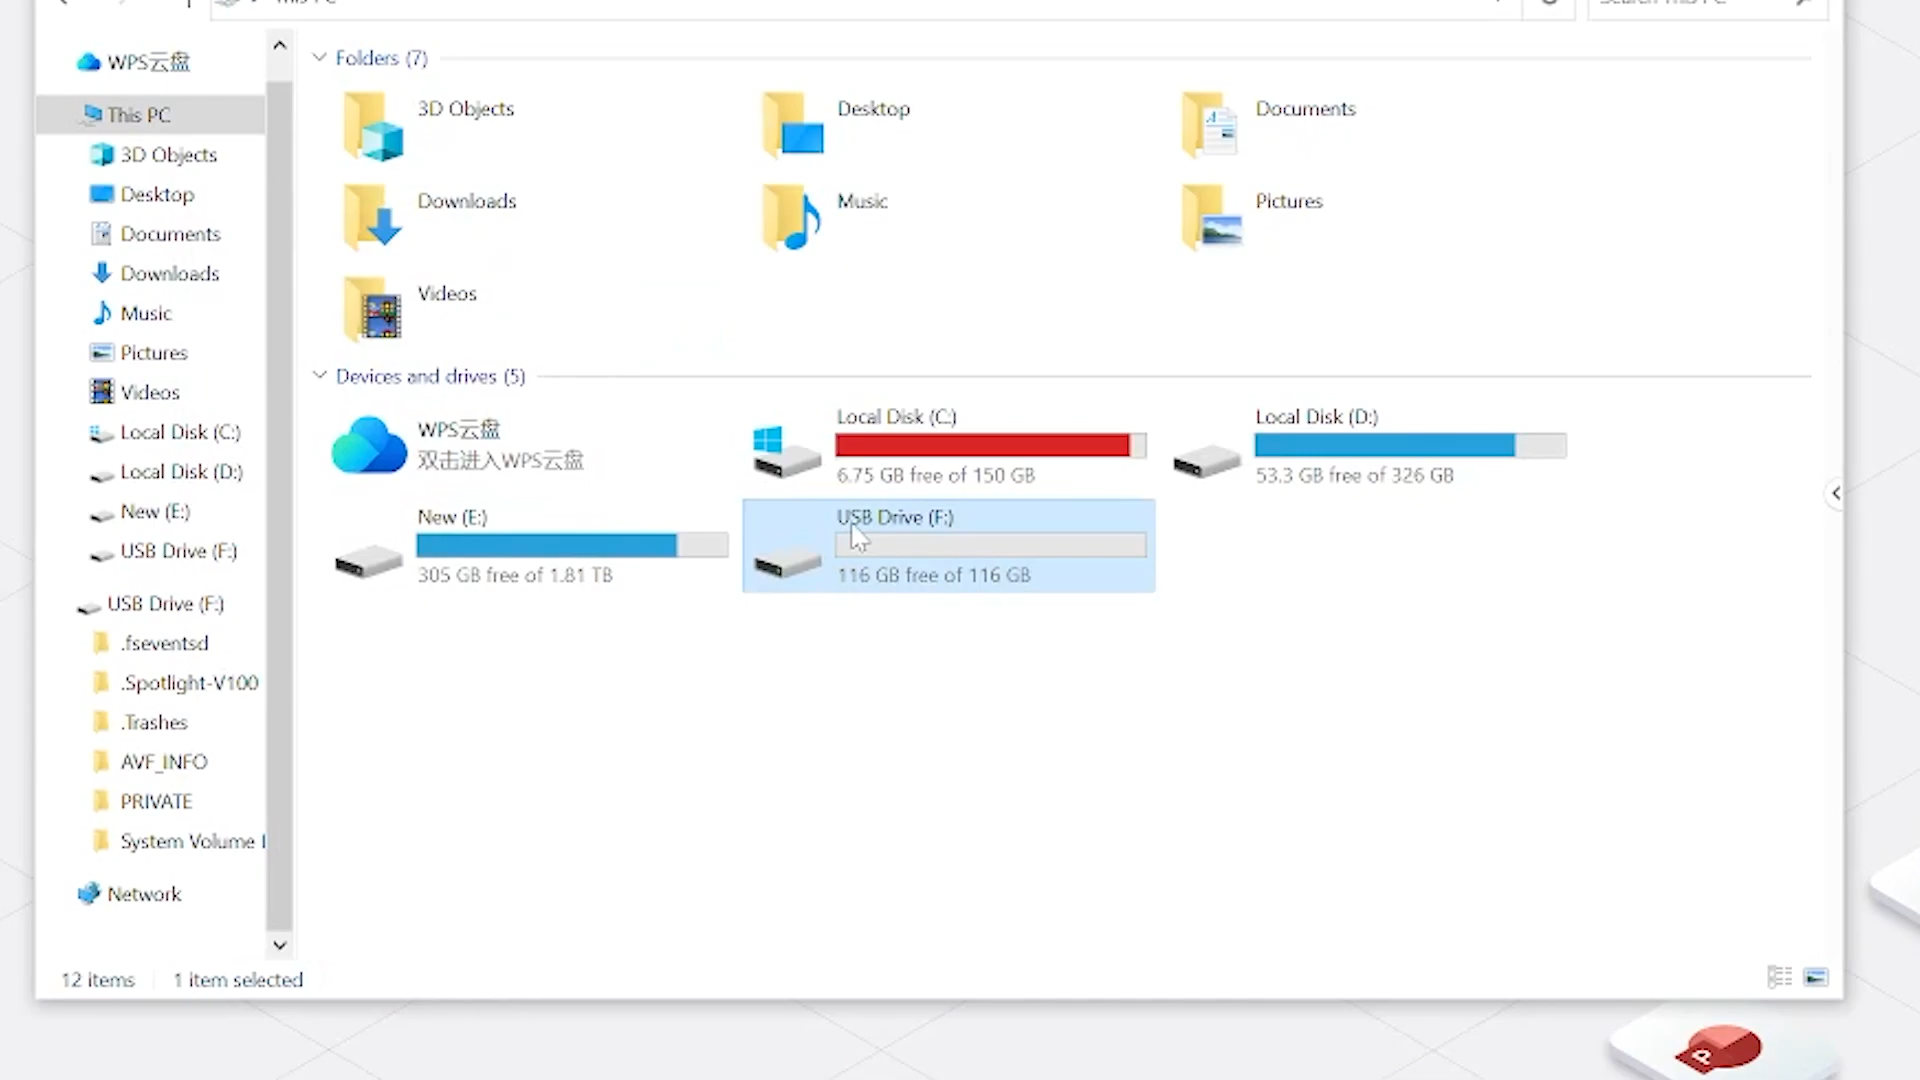 WPS云盘
This PC
3D Objects
Desktop
Documents
Downloads
Music
Pictures
Videos
Local Disk (C:)
Local Disk (D:)
New (E:)
USB Drive (F:)
USB Drive (F:)
.fseventsd
.Spotlight-V100
.Trashes
AVF_INFO
PRIVATE
System Volume
Network
Folders (7)
3D Objects
Desktop
Documents
Downloads
Music
Pictures
Videos
Devices and drives (5)
WPS云盘
双击进入WPS云盘
Local Disk (C:)
6.75 GB free of 150 GB
Local Disk (D:)
53.3 GB free of 326 GB
New (E:)
305 GB free of 1.81 TB
USB Drive (F:)
116 GB free of 116 GB
12 items
1 item selected